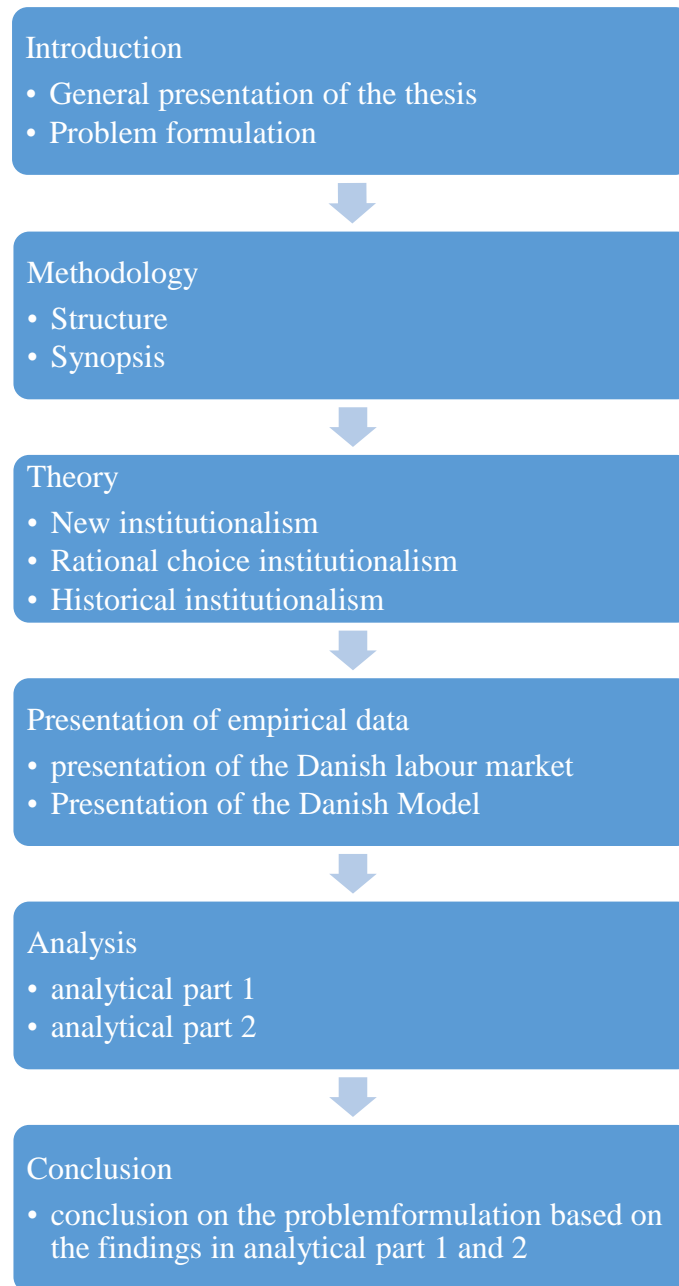 Introduction
• General presentation of the thesis
• Problem formulation
Methodology
• Structure
• Synopsis
Theory
• New institutionalism
• Rational choice institutionalism
• Historical institutionalism
Presentation of empirical data
• presentation of the Danish labour market
• Presentation of the Danish Model
Analysis
• analytical part 1
• analytical part 2
Conclusion
• conclusion on the problemformulation based on
the findings in analytical part 1 and 2